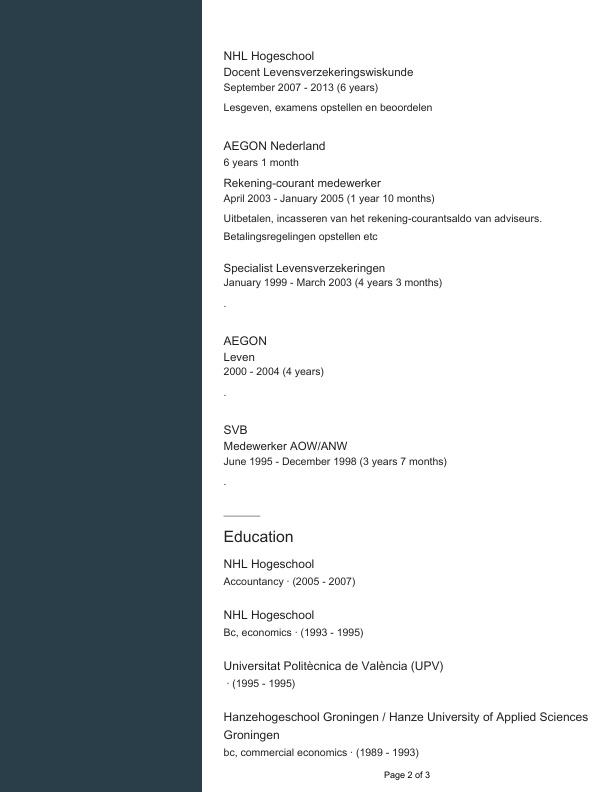 NHL Hogeschool
Docent Levensverzekeringswiskunde
September 2007 - 2013 (6 years)
Lesgeven, examens opstellen en beoordelen
AEGON Nederland
6 years 1 month
Rekening-courant medewerker
April 2003 - January 2005 (1 year 10 months)
Uitbetalen, incasseren van het rekening-courantsaldo van adviseurs.
Betalingsregelingen opstellen etc
Specialist Levensverzekeringen
January 1999 - March 2003 (4 years 3 months)
.
AEGON
Leven
2000 - 2004 (4 years)
.
SVB
Medewerker AOW/ANW
June 1995 - December 1998 (3 years 7 months)
.
Education
NHL Hogeschool
Accountancy · (2005 - 2007)
NHL Hogeschool
Bc, economics · (1993 - 1995)
Universitat Politècnica de València (UPV)
· (1995 - 1995)
Hanzehogeschool Groningen / Hanze University of Applied Sciences
Groningen
bc, commercial economics · (1989 - 1993)
Page 2 of 3